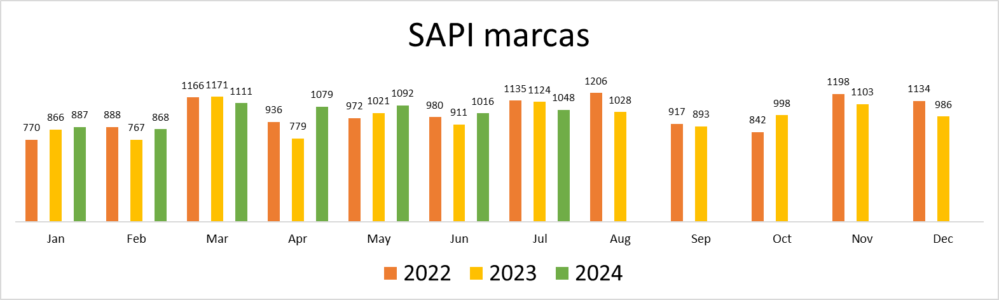 SAPI marcas
770 866 887 888 767 868 1166 1171 1111 936 779 1079 972 1021 1092 980 911 1016 1135 1124 1048 1206 1028 917 893 842 998 1198 1103 1134 986
Jan Feb Mar Apr May Jun Jul Aug Sep Oct Nov Dec
2022 2023 2024